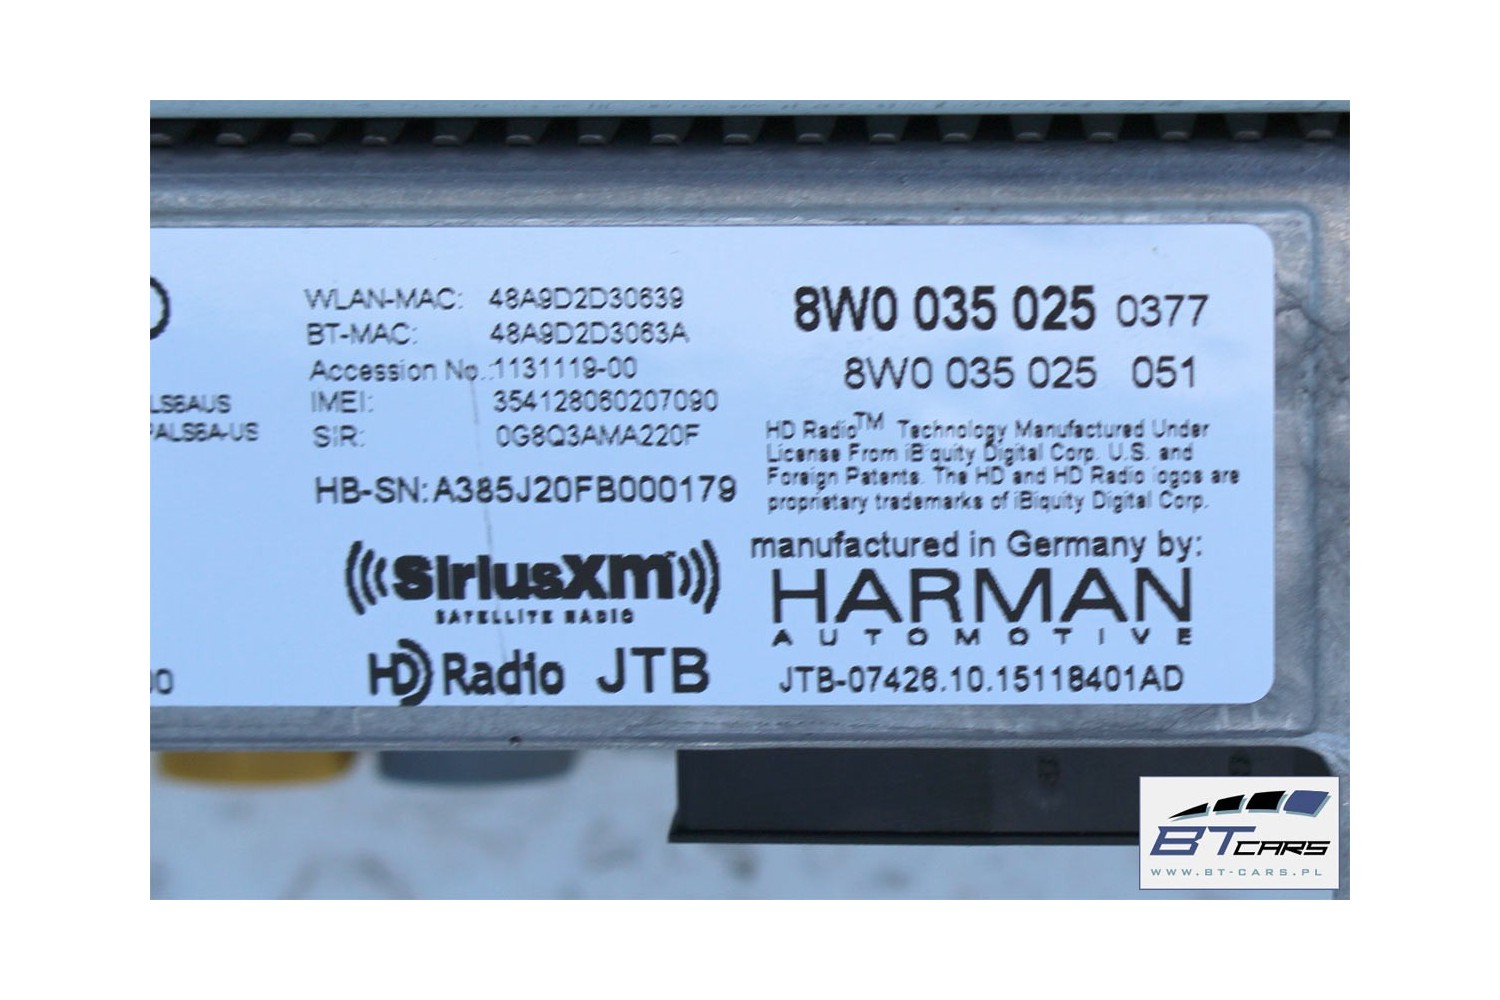 LS6AUS
PALS6A-US
00
WLAN-MAC: 48A9D2D30639
BT-MAC: 48A9D2D3063A
Accession No.:1131119-00
IMEI: 354128060207090
SIR: 0G8Q3AMA220F
HB-SN: A385J20FB000179
SiriusXm
SATELLITE RADIO
HD Radio JTB
8W0 035 025 0377
8W0 035 025 051
HD Radio™ Technology Manufactured Under
License From iBiquity Digital Corp. U.S. and
Foreign Patents. The HD and HD Radio logos are
proprietary trademarks of iBiquity Digital Corp.
manufactured in Germany by:
HARMAN
AUTOMOTIVE
JTB-07426.10.15118401AD
BT CARS
WWW.BT-CARS.PL